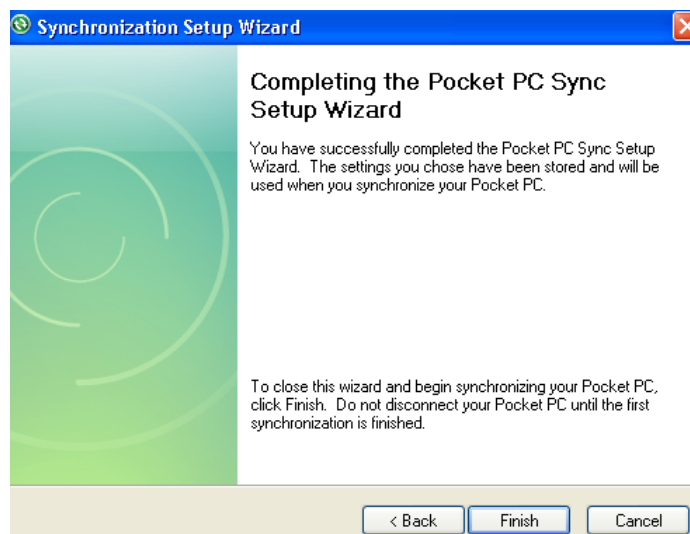 Synchronization Setup Wizard
Completing the Pocket PC Sync
Setup Wizard
You have successfully completed the Pocket PC Sync Setup
Wizard. The settings you chose have been stored and will be
used when you synchronize your Pocket PC.
To close this wizard and begin synchronizing your Pocket PC,
click Finish. Do not disconnect your Pocket PC until the first
synchronization is finished.
< Back Finish Cancel